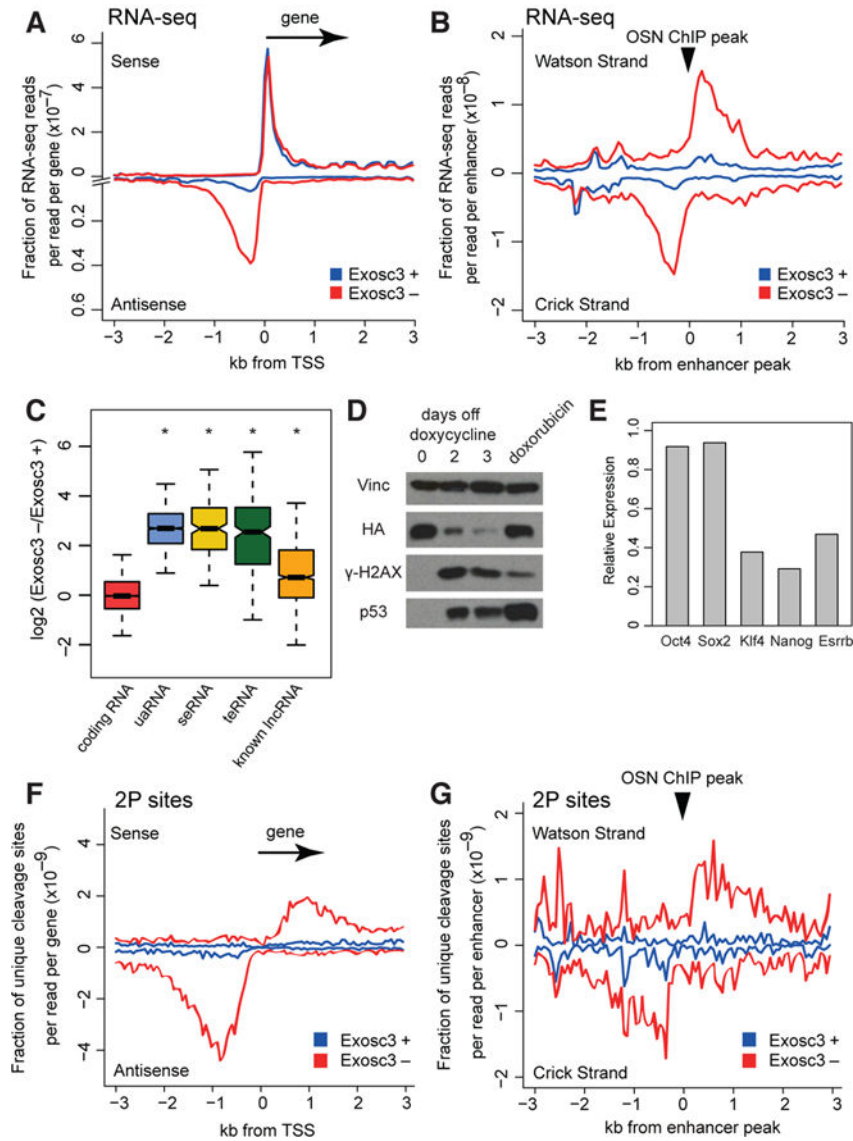 A
RNA-seq
gene
Sense
Fraction of RNA-seq reads
per read per gene (x10⁻⁷)
6
4
2
0
0.2
0.4
0.6
Exosc3 +
Exosc3 –
Antisense
−3 −2 −1 0 1 2 3
kb from TSS
B
RNA-seq
OSN ChIP peak
Watson Strand
Fraction of RNA-seq reads
per read per enhancer (x10⁻⁸)
2
1
0
−1
−2
Exosc3 +
Exosc3 –
Crick Strand
−3 −2 −1 0 1 2 3
kb from enhancer peak
C
log2 (Exosc3 –/Exosc3 +)
6
4
2
0
−2
* * * *
coding RNA
uaRNA
seRNA
teRNA
known lncRNA
D
days off
doxycycline
0 2 3
doxorubicin
Vinc
HA
γ-H2AX
p53
E
Relative Expression
1.0
0.8
0.4
0.0
Oct4 Sox2 Klf4 Nanog Esrrb
F
2P sites
Sense
gene
Fraction of unique cleavage sites
per read per gene (x10⁻⁹)
4
2
0
−2
−4
Exosc3 +
Exosc3 –
Antisense
−3 −2 −1 0 1 2 3
kb from TSS
G
2P sites
OSN ChIP peak
Watson Strand
Fraction of unique cleavage sites
per read per enhancer (x10⁻⁹)
2
1
0
−1
−2
Exosc3 +
Exosc3 –
Crick Strand
−3 −2 −1 0 1 2 3
kb from enhancer peak